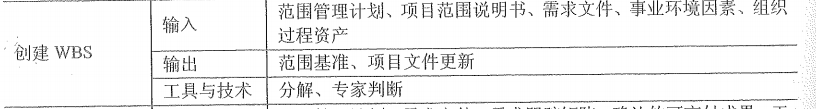 创建 WBS
输入
范围管理计划、项目范围说明书、需求文件、事业环境因素、组织
过程资产
输出
范围基准、项目文件更新
工具与技术
分解、专家判断